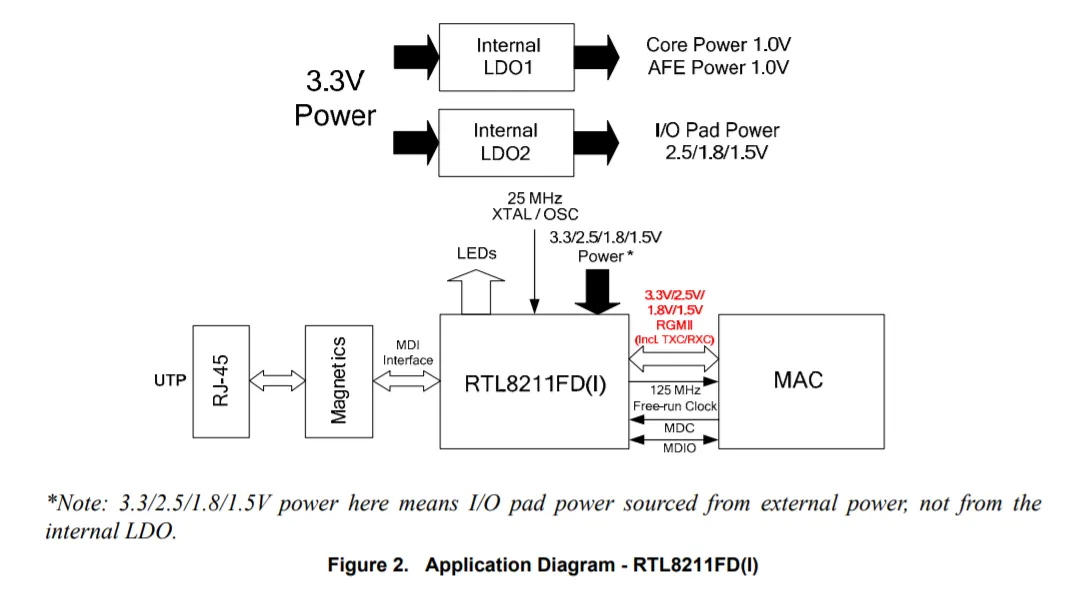 3.3V
Power
Internal
LDO1
Core Power 1.0V
AFE Power 1.0V
Internal
LDO2
I/O Pad Power
2.5/1.8/1.5V
25 MHz
XTAL / OSC
LEDs
3.3/2.5/1.8/1.5V
Power *
3.3V/2.5V/
1.8V/1.5V
RGMII
(Incl. TXC/RXC)
UTP
RJ-45
Magnetics
MDI
Interface
RTL8211FD(I)
125 MHz
Free-run Clock
MDC
MDIO
MAC
*Note: 3.3/2.5/1.8/1.5V power here means I/O pad power sourced from external power, not from the
internal LDO.
Figure 2. Application Diagram - RTL8211FD(I)